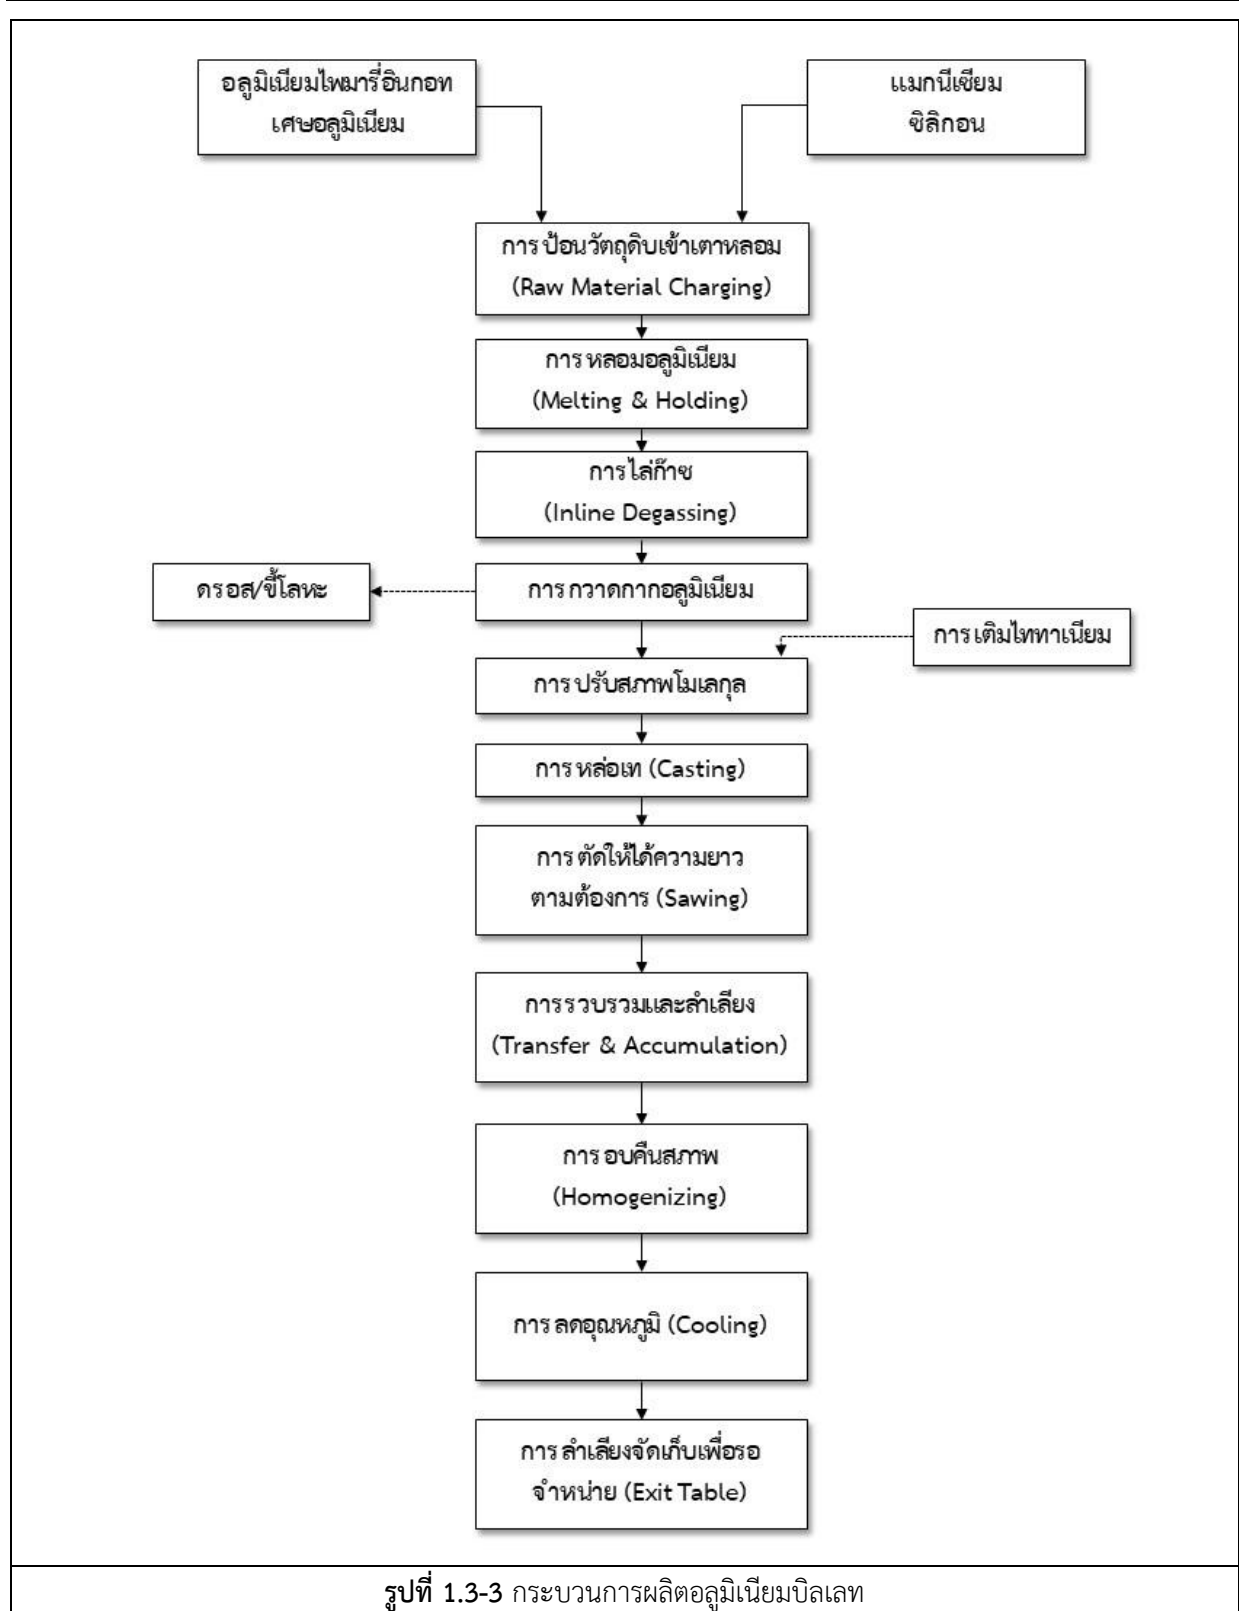 อลูมิเนียมไพมารี่อินกอท
เศษอลูมิเนียม
แมกนีเซียม
ซิลิกอน
การป้อนวัตถุดิบเข้าเตาหลอม
(Raw Material Charging)
การหลอมอลูมิเนียม
(Melting & Holding)
การไล่ก๊าซ
(Inline Degassing)
ดรอส/ขี้โลหะ
การกวาดกากอลูมิเนียม
การเติมไททาเนียม
การปรับสภาพโมเลกุล
การหล่อเท (Casting)
การตัดให้ได้ความยาว
ตามต้องการ (Sawing)
การรวบรวมและลำเลียง
(Transfer & Accumulation)
การอบคืนสภาพ
(Homogenizing)
การลดอุณหภูมิ (Cooling)
การลำเลียงจัดเก็บเพื่อรอ
จำหน่าย (Exit Table)
รูปที่ 1.3-3 กระบวนการผลิตอลูมิเนียมบิลเลท